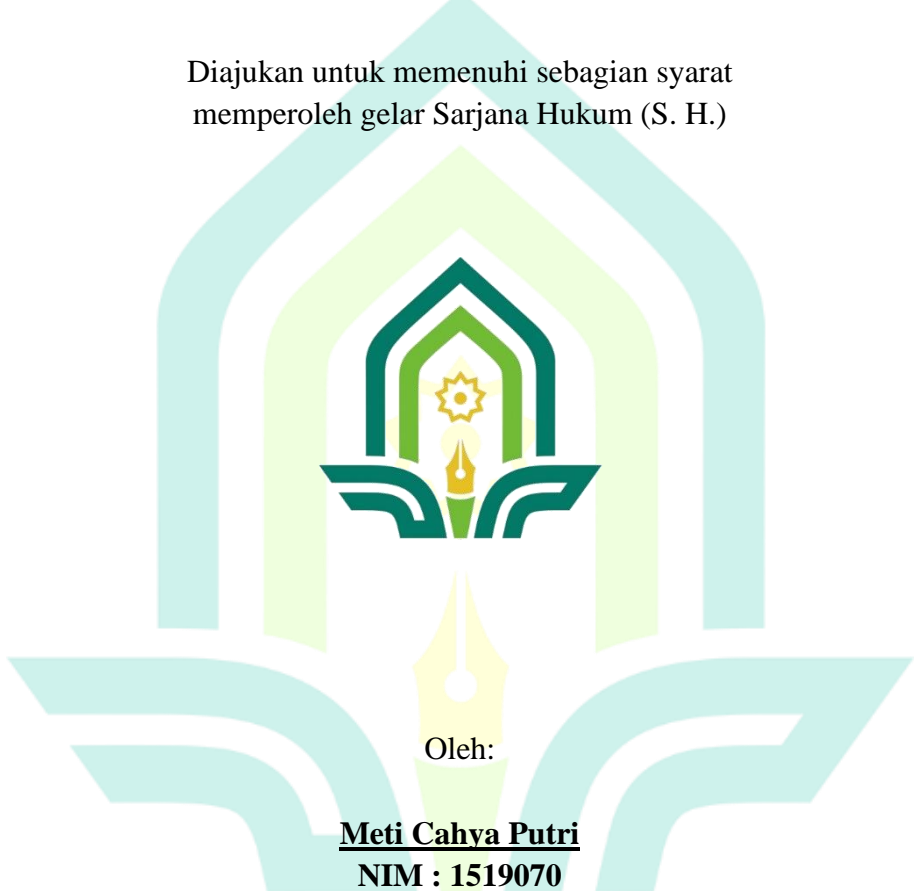 Diajukan untuk memenuhi sebagian syarat
memperoleh gelar Sarjana Hukum (S. H.)
Oleh:
Meti Cahya Putri
NIM : 1519070